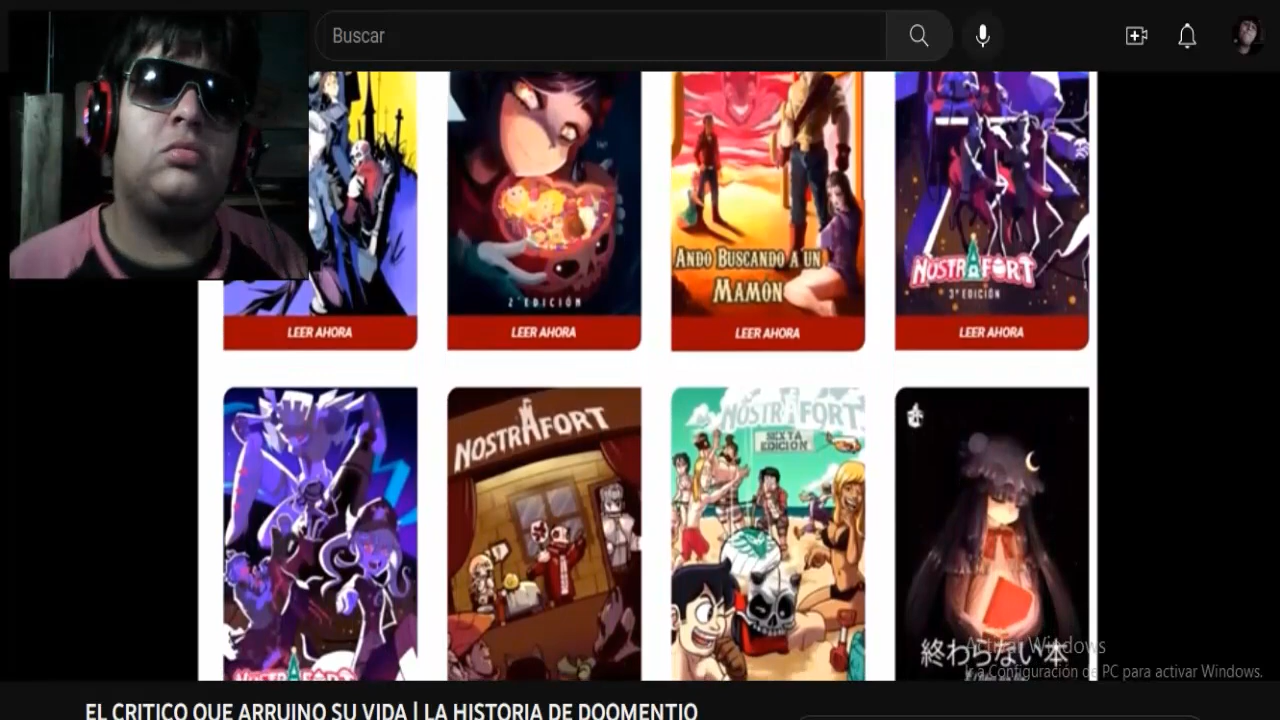 Buscar
2ª EDICIÓN
ANDO BUSCANDO A UN
MAMÓN
NOSTRAFORT
3ª EDICIÓN
LEER AHORA
LEER AHORA
LEER AHORA
LEER AHORA
NOSTRAFORT
NOSTRAFORT
SEXTA
EDICIÓN
NOSTRAFORT
終わらない本
Activar Windows
Ir a Configuración de PC para activar Windows.
EL CRITICO QUE ARRUINO SU VIDA | LA HISTORIA DE DOOMENTIO